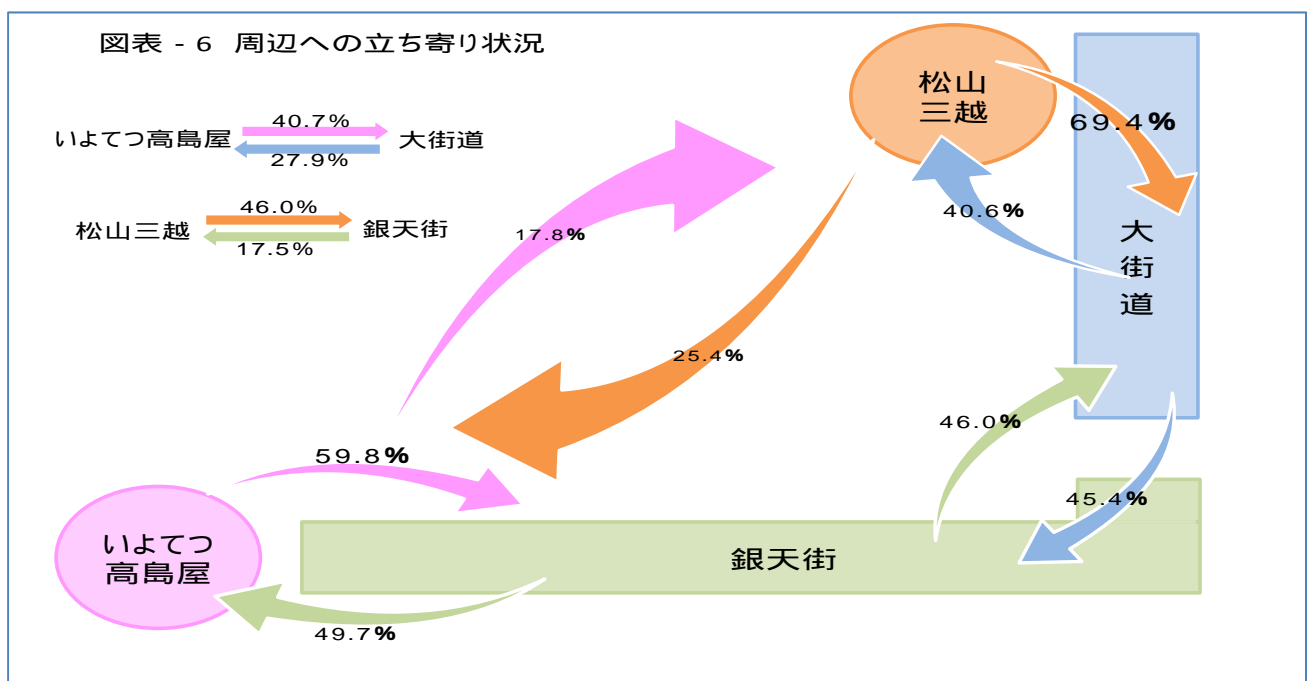 図表 - 6 周辺への立ち寄り状況
いよてつ高島屋
40.7%
27.9%
大街道
松山三越
46.0%
17.5%
銀天街
松山
三越
69.4%
40.6%
大
街
道
17.8%
25.4%
46.0%
59.8%
45.4%
いよてつ
高島屋
銀天街
49.7%